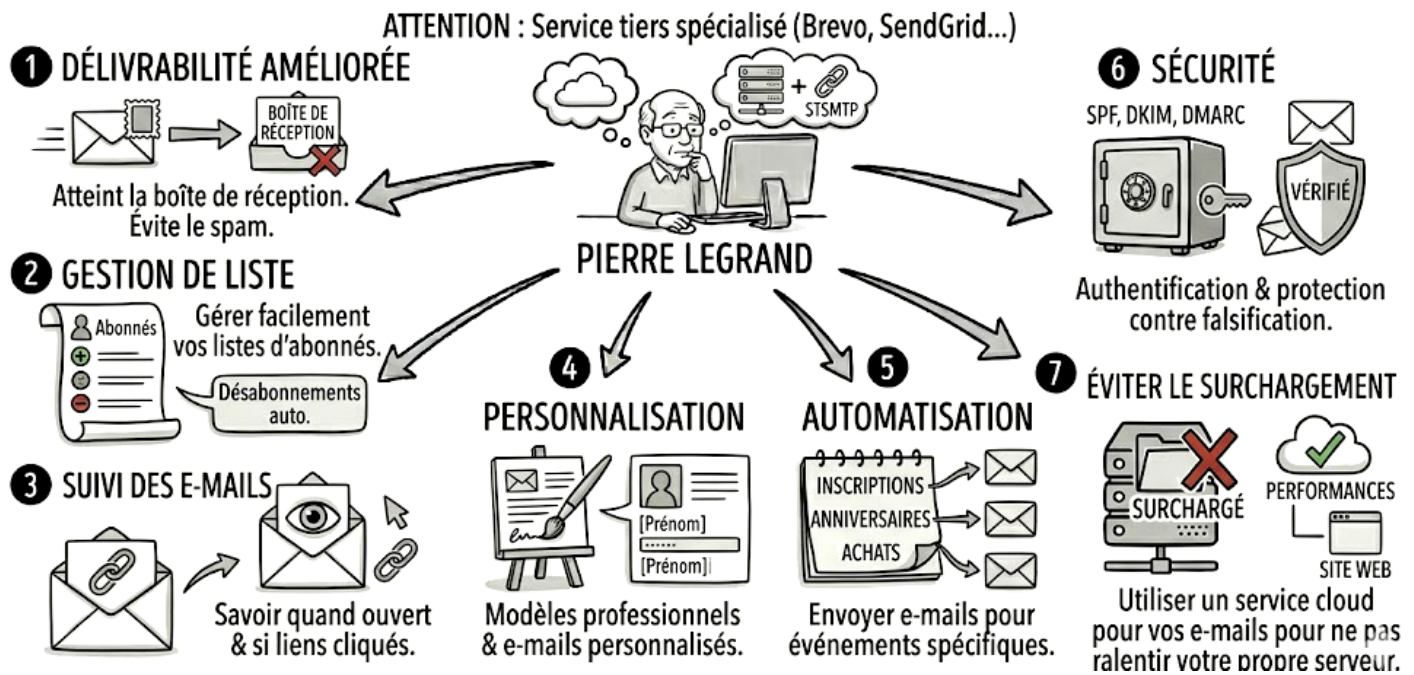 ATTENTION : Service tiers spécialisé (Brevo, SendGrid...)
1 DÉLIVRABILITÉ AMÉLIORÉE
BOÎTE DE
RÉCEPTION
Atteint la boîte de réception.
Évite le spam.
STSMTP
PIERRE LEGRAND
2 GESTION DE LISTE
Abonnés
Gérer facilement
vos listes d'abonnés.
Désabonnements
auto.
3 SUIVI DES E-MAILS
Savoir quand ouvert
& si liens cliqués.
4
PERSONNALISATION
[Prénom]
[Prénom]
Modèles professionnels
& e-mails personnalisés.
5
AUTOMATISATION
INSCRIPTIONS
ANNIVERSAIRES
ACHATS
Envoyer e-mails pour
événements spécifiques.
6 SÉCURITÉ
SPF, DKIM, DMARC
VÉRIFIÉ
Authentification & protection
contre falsification.
7 ÉVITER LE SURCHARGEMENT
SURCHARGÉ
PERFORMANCES
SITE WEB
Utiliser un service cloud
pour vos e-mails pour ne pas
ralentir votre propre serveur.